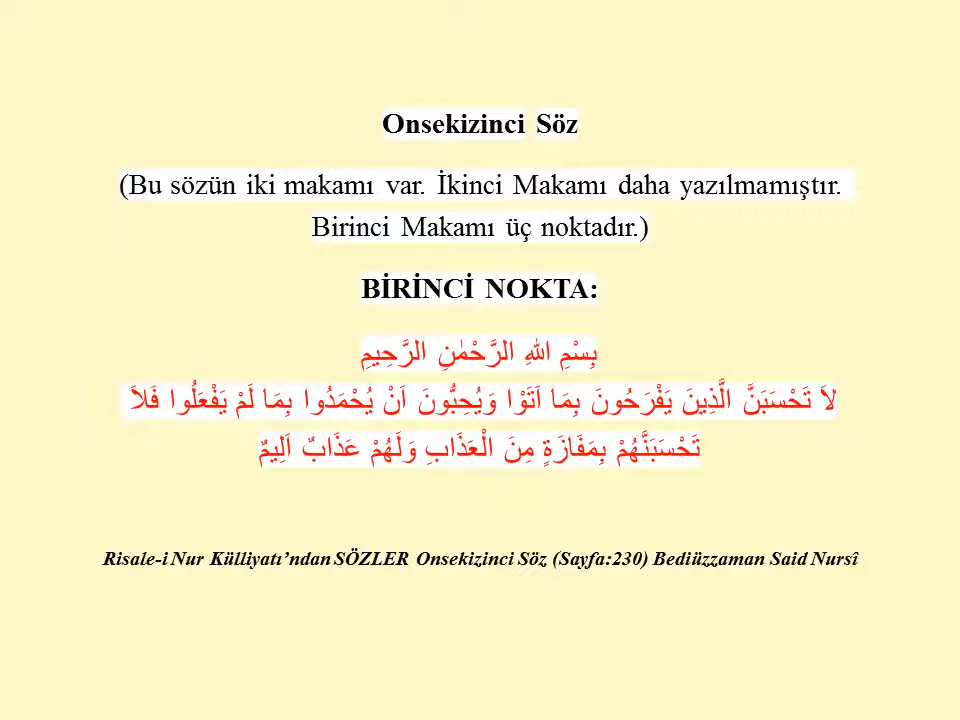 Onsekizinci Söz
(Bu sözün iki makamı var. İkinci Makamı daha yazılmamıştır.
Birinci Makamı üç noktadır.)
BİRİNCİ NOKTA:
بِسْمِ اللهِ الرَّحْمٰنِ الرَّحِيمِ
لاَ تَحْسَبَنَّ الَّذِينَ يَفْرَحُونَ بِمَا اَتَوْا وَيُحِبُّونَ اَنْ يُحْمَدُوا بِمَا لَمْ يَفْعَلُوا فَلاَ
تَحْسَبَنَّهُمْ بِمَفَازَةٍ مِنَ الْعَذَابِ وَلَهُمْ عَذَابٌ اَلِيمٌ
Risale-i Nur Külliyatı’ndan SÖZLER Onsekizinci Söz (Sayfa:230) Bediüzzaman Said Nursî